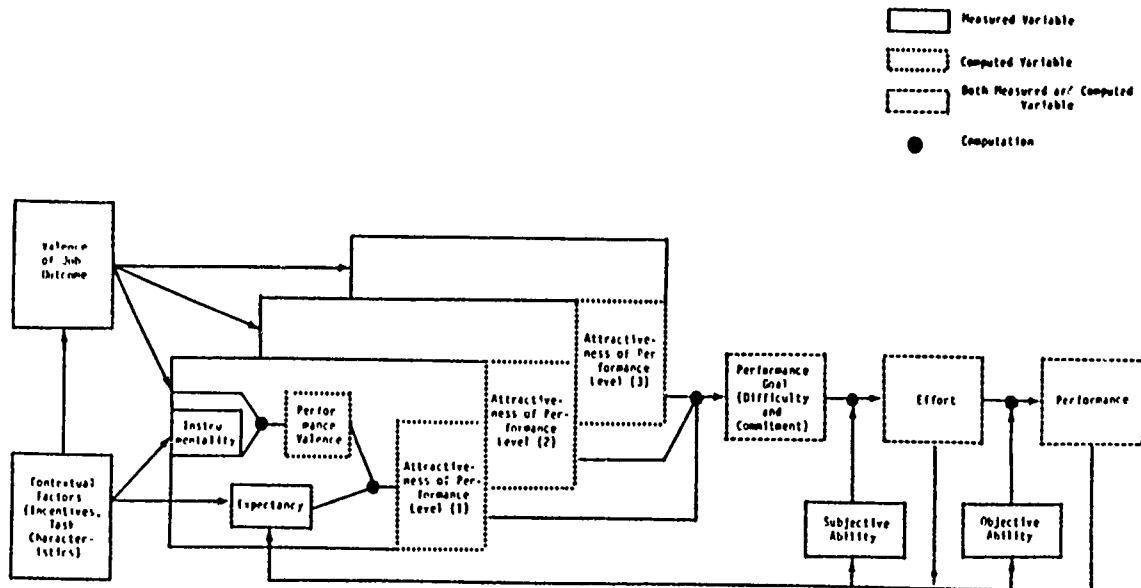 Measured Variable
Computed Variable
Both Measured or/ Computed
Variable
Computation
Valence
of Job
Outcome
Attractive-
ness of Per
formance
Level (3)
Attractive-
ness of Per-
formance
Level (2)
Performance
Goal
(Difficulty
and
Commitment)
Effort
Performance
Instru
mentality
Perfor
mance
Valence
Attractive-
ness of Per-
formance
Level (1)
Contextual
Factors
(Incentives,
Task
Character-
istics)
Expectancy
Subjective
Ability
Objective
Ability